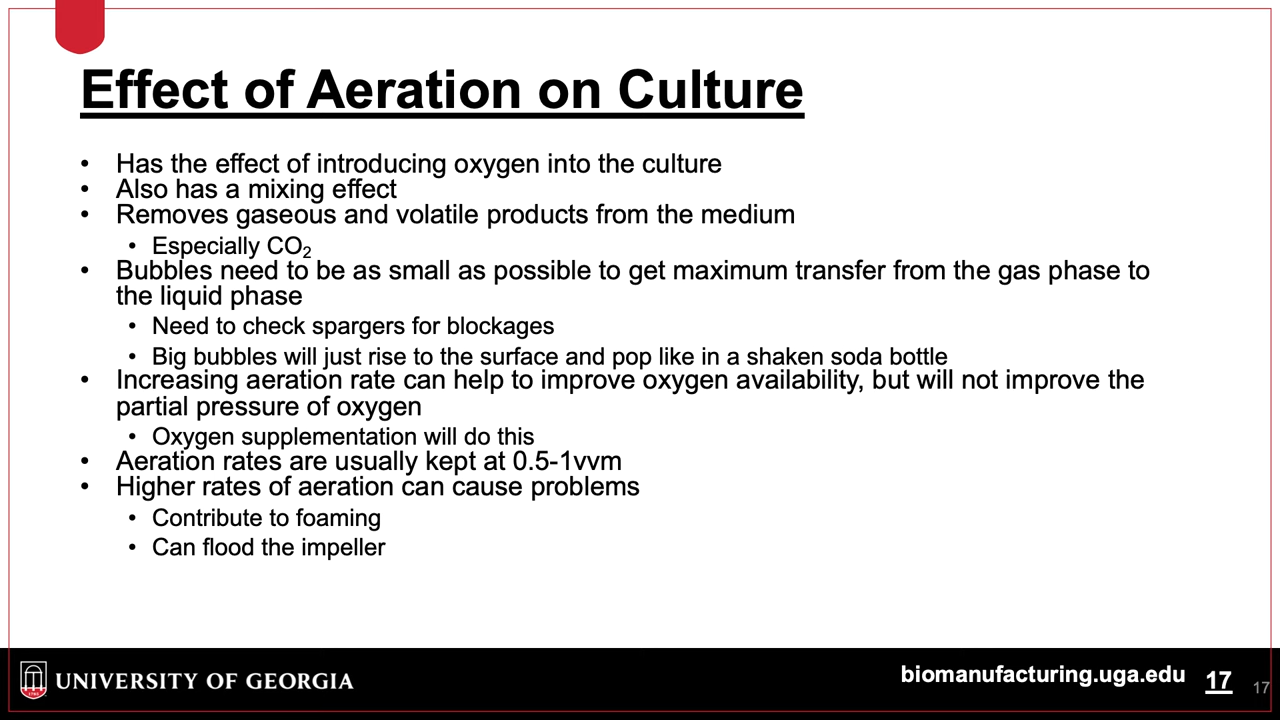 Effect of Aeration on Culture
• Has the effect of introducing oxygen into the culture
• Also has a mixing effect
• Removes gaseous and volatile products from the medium
• Especially CO₂
• Bubbles need to be as small as possible to get maximum transfer from the gas phase to
the liquid phase
• Need to check spargers for blockages
• Big bubbles will just rise to the surface and pop like in a shaken soda bottle
• Increasing aeration rate can help to improve oxygen availability, but will not improve the
partial pressure of oxygen
• Oxygen supplementation will do this
• Aeration rates are usually kept at 0.5-1vvm
• Higher rates of aeration can cause problems
• Contribute to foaming
• Can flood the impeller
1785
UNIVERSITY OF GEORGIA
biomanufacturing.uga.edu
17
17